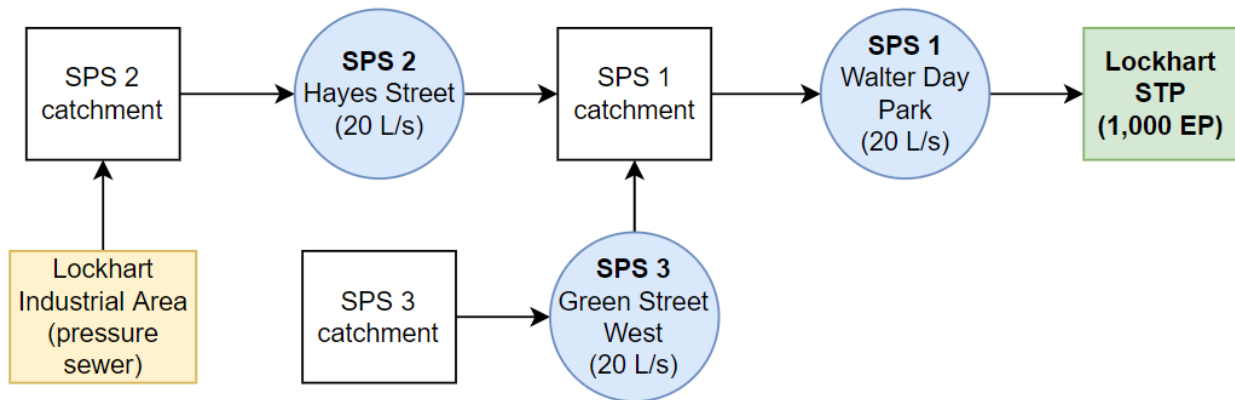 SPS 2
catchment
SPS 2
Hayes Street
(20 L/s)
SPS 1
catchment
SPS 1
Walter Day
Park
(20 L/s)
Lockhart
STP
(1,000 EP)
Lockhart
Industrial Area
(pressure
sewer)
SPS 3
catchment
SPS 3
Green Street
West
(20 L/s)